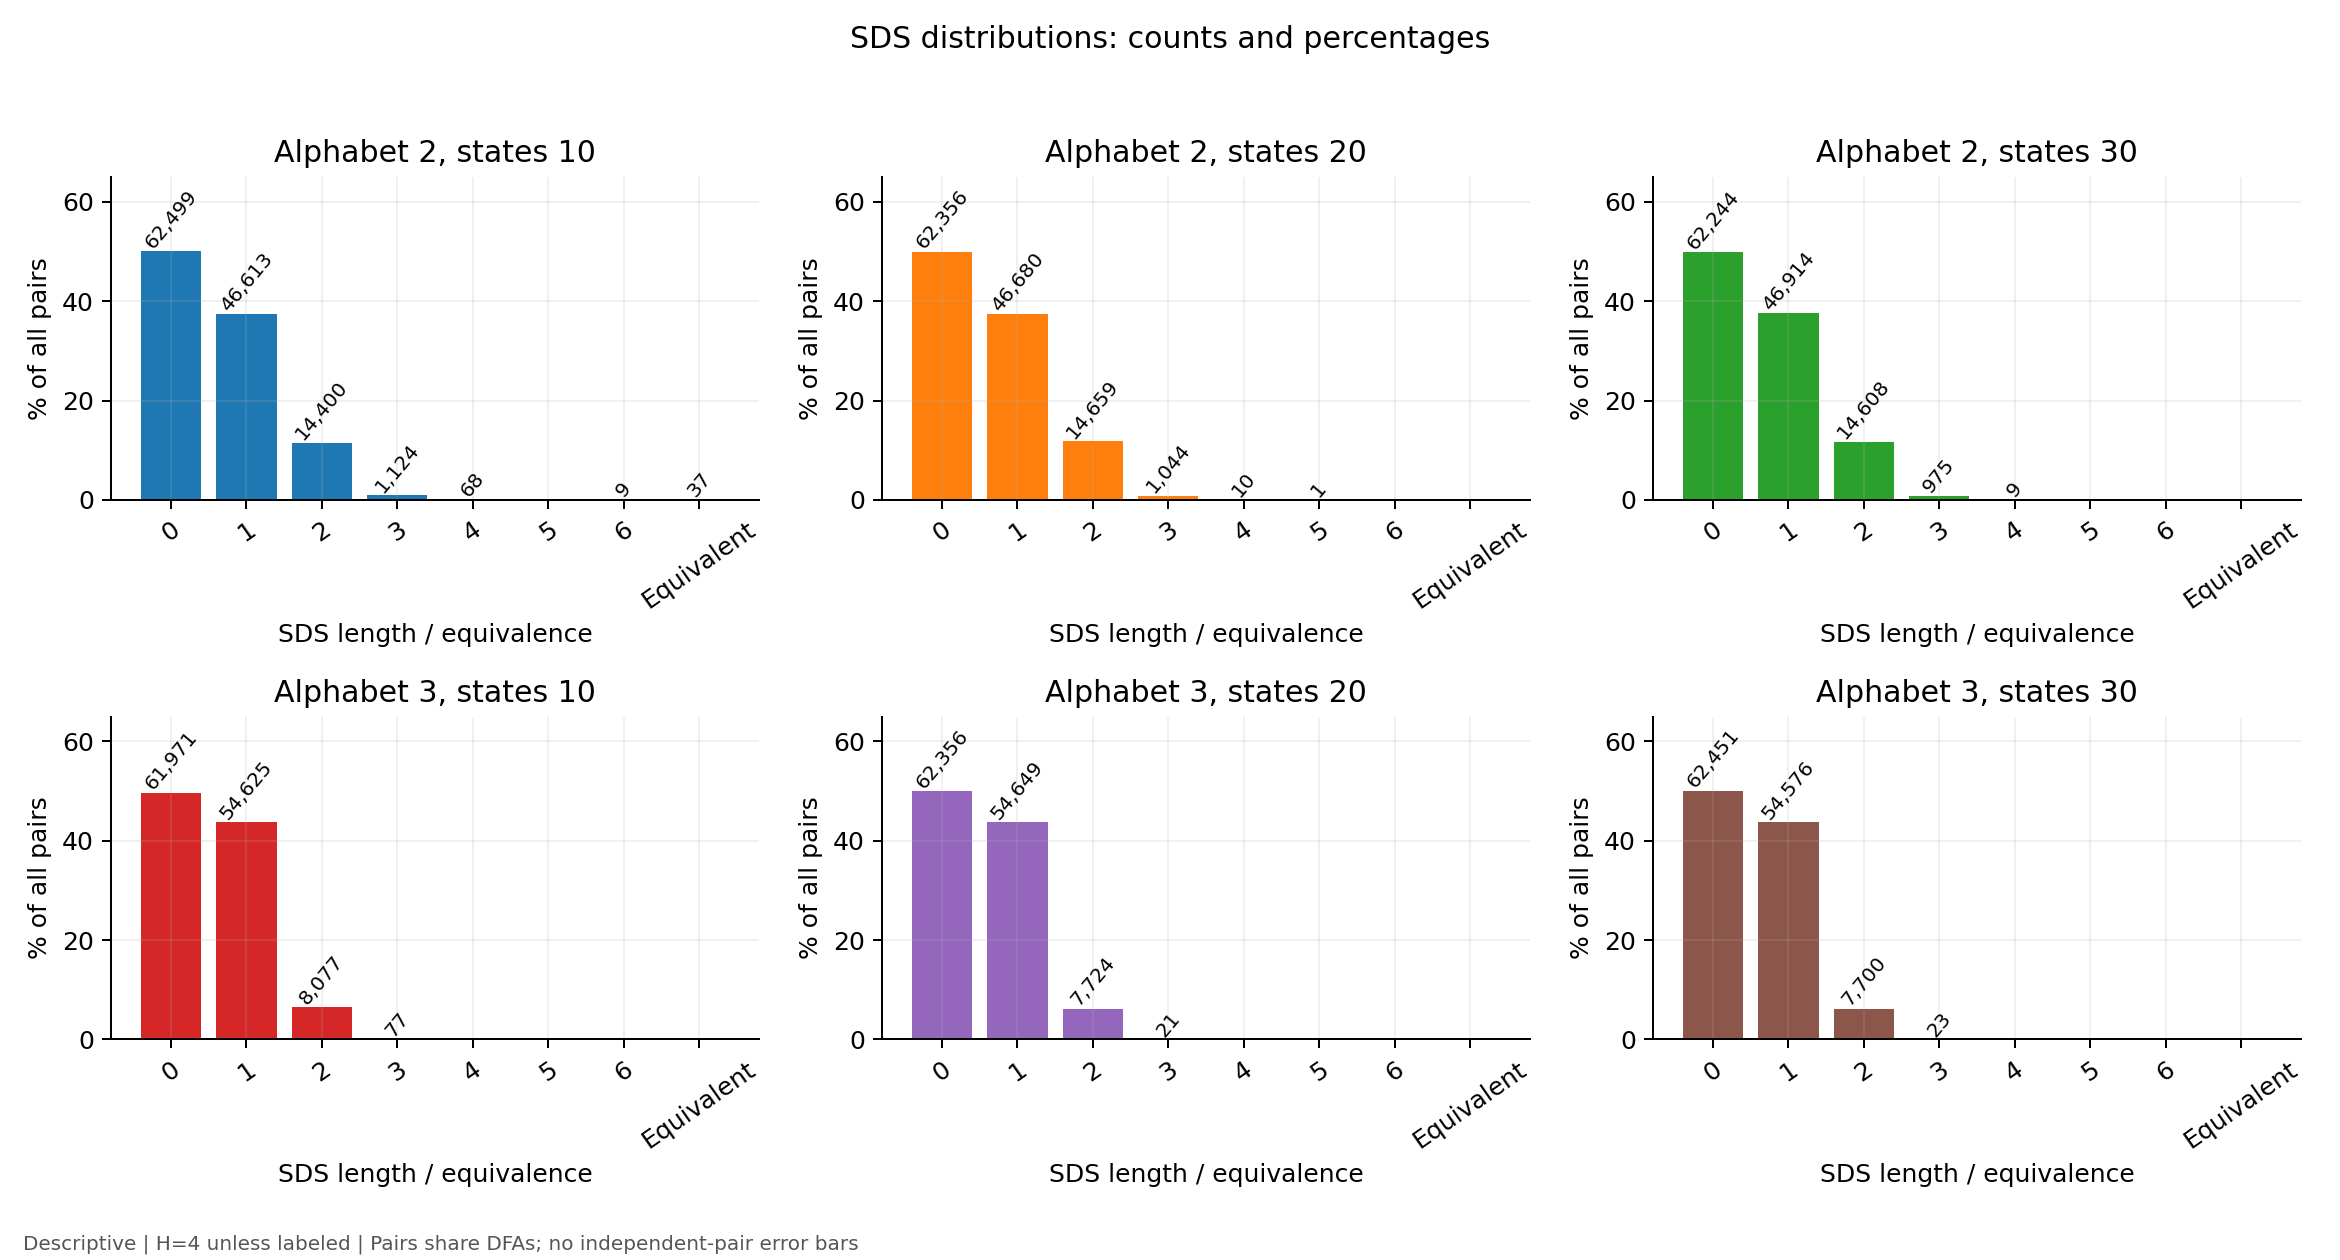 SDS distributions: counts and percentages
Alphabet 2, states 10
% of all pairs
60
40
20
0
62,499
46,613
14,400
1,124
68
9
37
0 1 2 3 4 5 6 Equivalent
SDS length / equivalence
Alphabet 2, states 20
% of all pairs
60
40
20
0
62,356
46,680
14,659
1,044
10
1
0 1 2 3 4 5 6 Equivalent
SDS length / equivalence
Alphabet 2, states 30
% of all pairs
60
40
20
0
62,244
46,914
14,608
975
9
0 1 2 3 4 5 6 Equivalent
SDS length / equivalence
Alphabet 3, states 10
% of all pairs
60
40
20
0
61,971
54,625
8,077
77
0 1 2 3 4 5 6 Equivalent
SDS length / equivalence
Alphabet 3, states 20
% of all pairs
60
40
20
0
62,356
54,649
7,724
21
0 1 2 3 4 5 6 Equivalent
SDS length / equivalence
Alphabet 3, states 30
% of all pairs
60
40
20
0
62,451
54,576
7,700
23
0 1 2 3 4 5 6 Equivalent
SDS length / equivalence
Descriptive | H=4 unless labeled | Pairs share DFAs; no independent-pair error bars